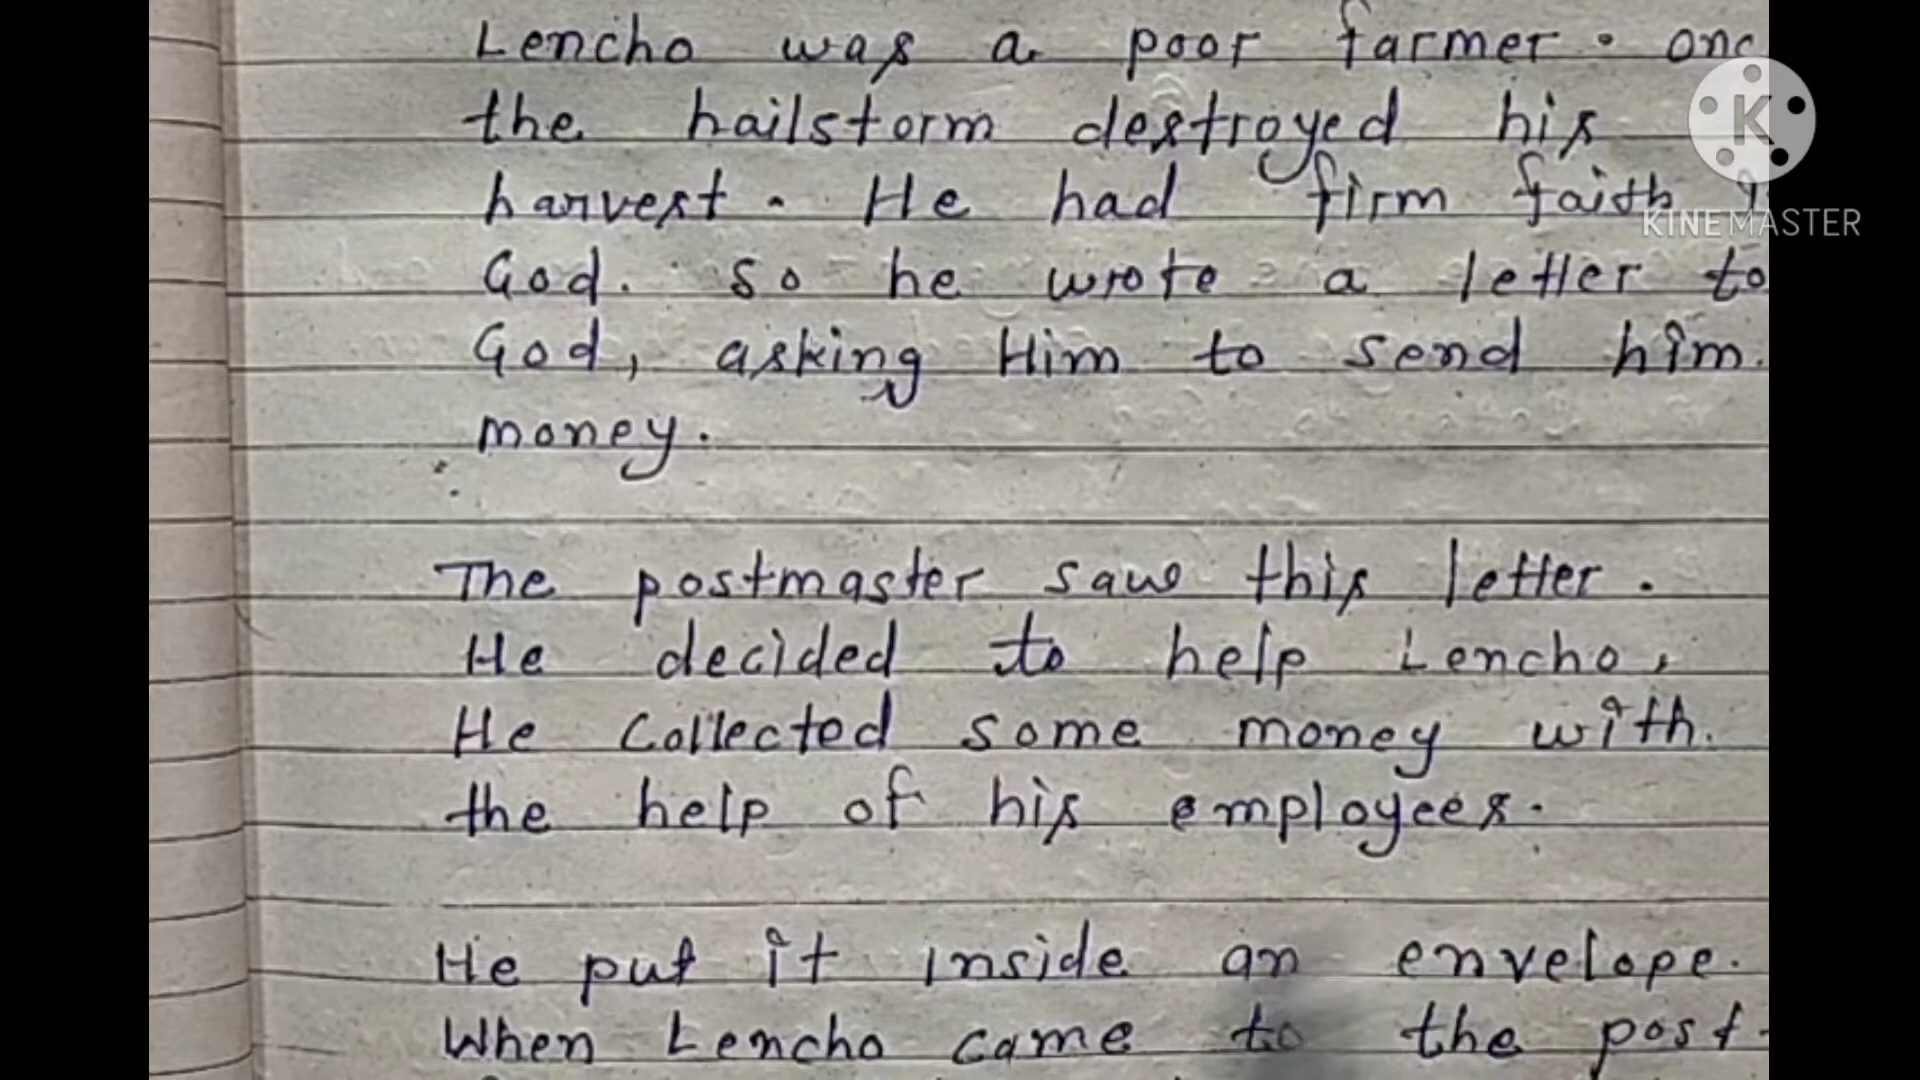 Lencho was a poor farmer. onc
the hailstorm destroyed his
harvest. He had firm faith i
God. so he wrote a letter to
God, asking Him to send him.
money.
The postmaster saw this letter.
He decided to help Lencho,
He collected some money with.
the help of his employees.
He put it inside an envelope.
When Lencho came to the post-
K
KINEMASTER